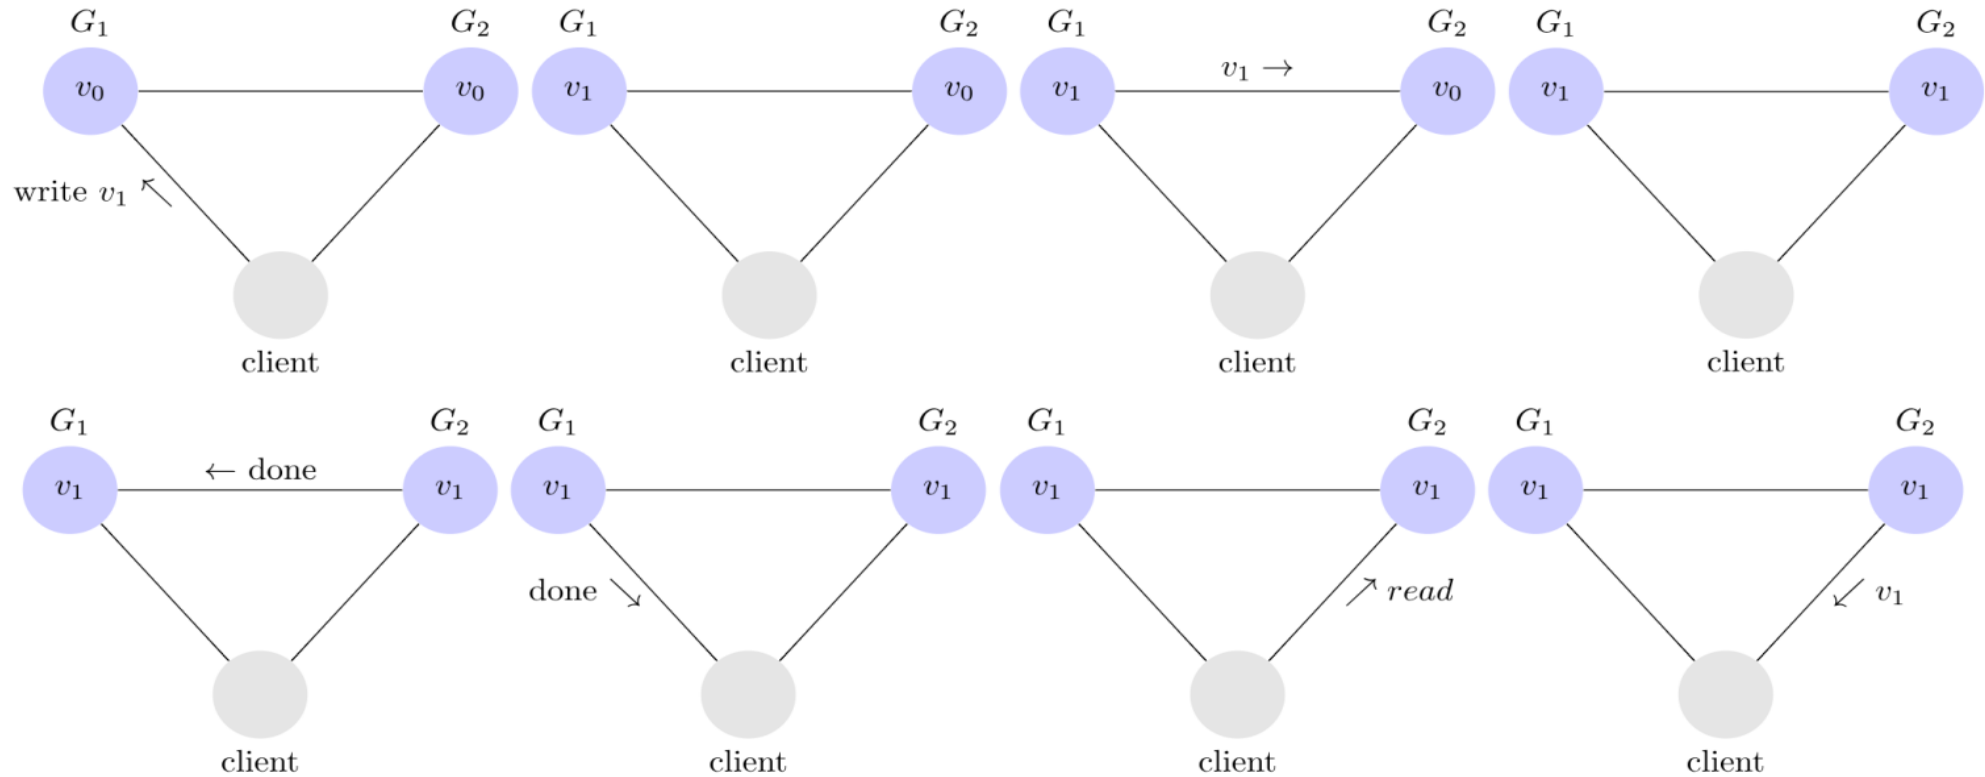 G₁ G₂ G₁ G₂ G₁ G₂ G₁ G₂
v₁ →
v₀ v₀ v₁ v₀ v₁ v₀ v₁ v₁
write v₁
client client client client
G₁ G₂ G₁ G₂ G₁ G₂ G₁ G₂
← done
v₁ v₁ v₁ v₁ v₁ v₁ v₁ v₁
done read v₁
client client client client